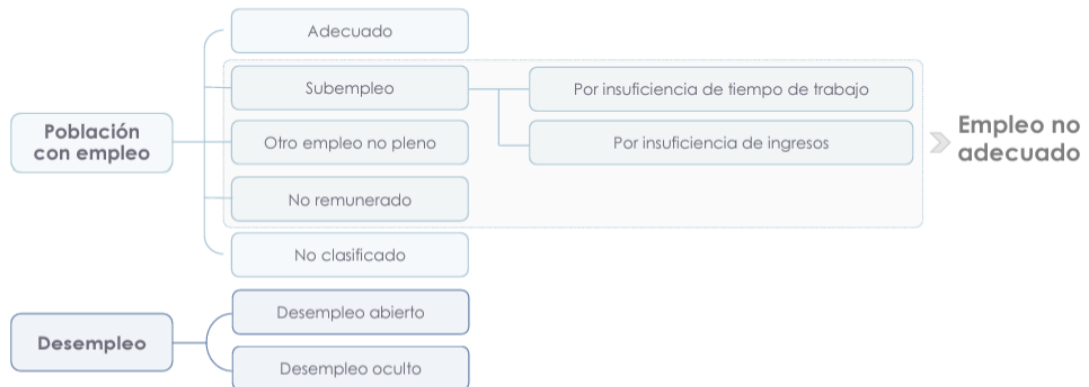 Adecuado
Subempleo
Por insuficiencia de tiempo de trabajo
Población
con empleo
Otro empleo no pleno
Por insuficiencia de ingresos
Empleo no
adecuado
No remunerado
No clasificado
Desempleo
Desempleo abierto
Desempleo oculto